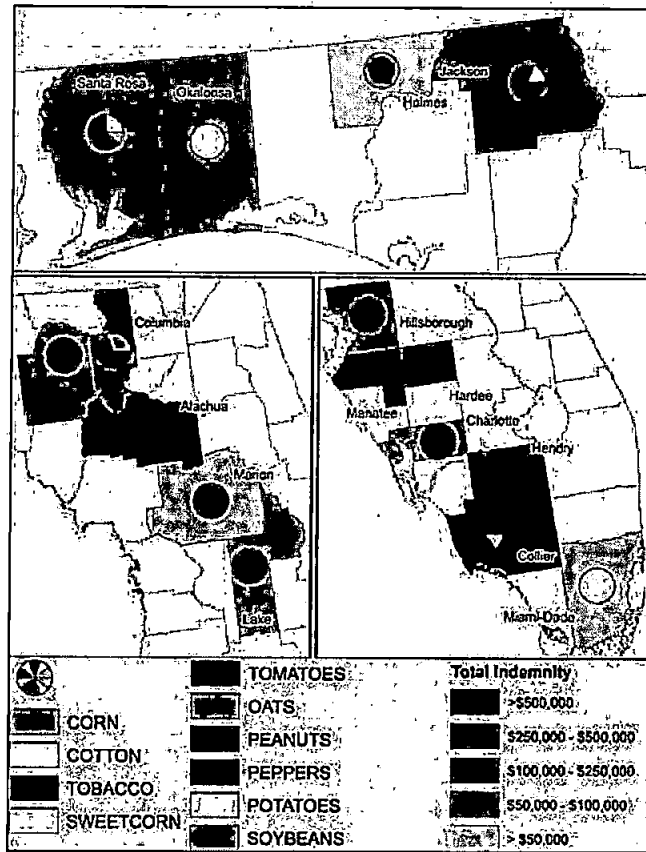 Santa Rosa
Okaloosa
Holmes
Jackson
Columbia
Alachua
Marion
Lake
Hillsborough
Manatee
Hardee
Charlotte
Hendry
Collier
Miami-Dade
CORN
COTTON
TOBACCO
SWEETCORN
TOMATOES
OATS
PEANUTS
PEPPERS
POTATOES
SOYBEANS
Total Indemnity
>$500,000
$250,000 - $500,000
$100,000 - $250,000
$50,000 - $100,000
> $50,000